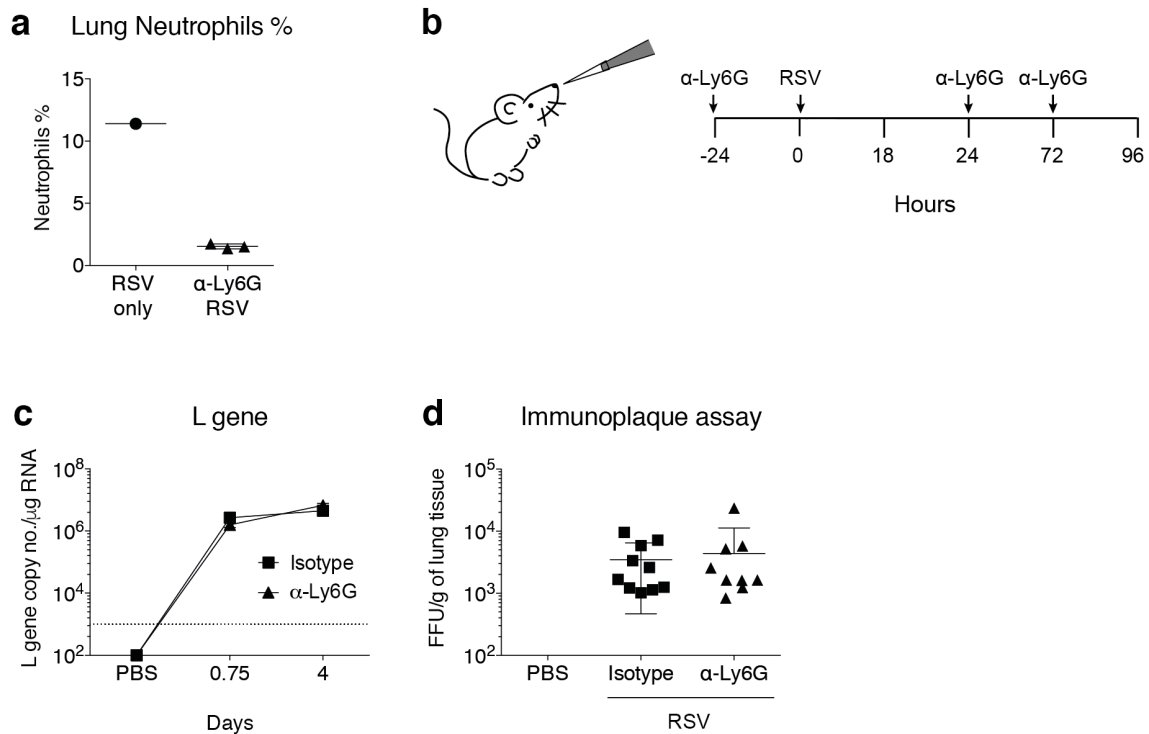 a
Lung Neutrophils %
15
10
5
0
Neutrophils %
RSV only
α-Ly6G RSV
b
α-Ly6G RSV α-Ly6G α-Ly6G
-24 0 18 24 72 96
Hours
c
L gene
10⁸
10⁶
10⁴
10²
L gene copy no./μg RNA
Isotype
α-Ly6G
PBS 0.75 4
Days
d
Immunoplaque assay
10⁵
10⁴
10³
10²
FFU/g of lung tissue
PBS Isotype α-Ly6G
RSV